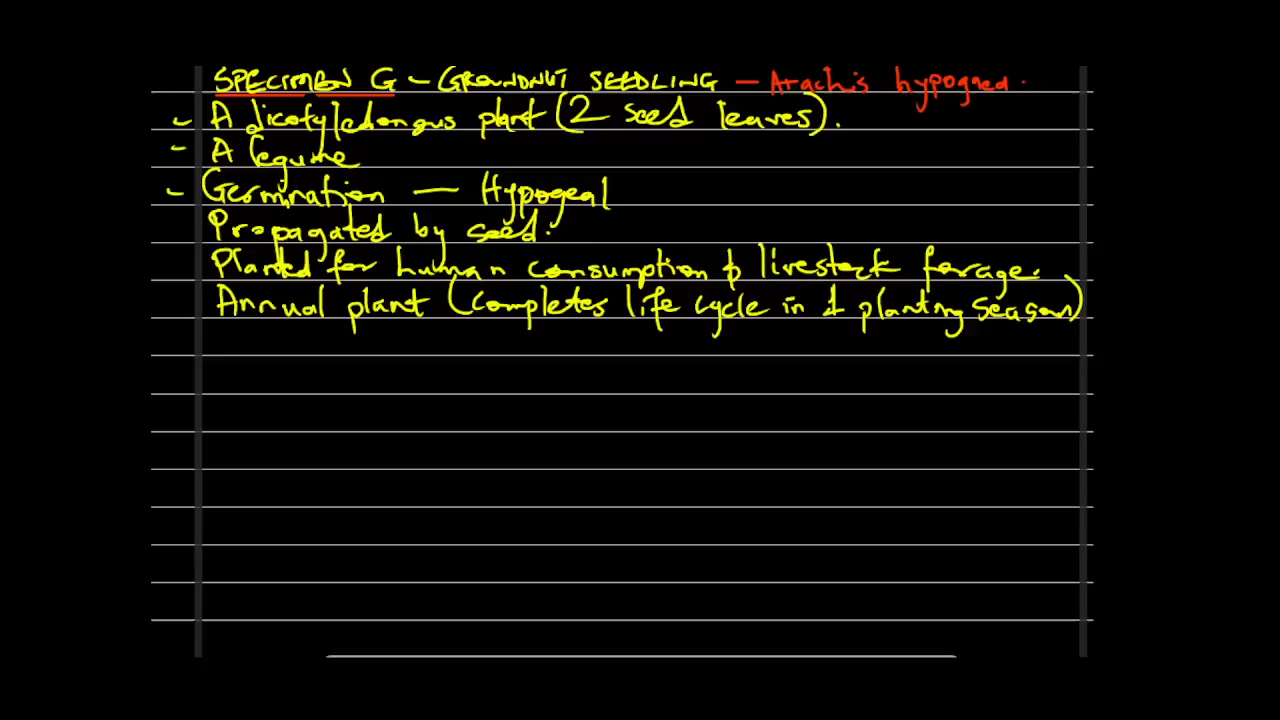 SPECIMEN G - GROUNDNUT SEEDLING - Arachis hypogaea.
- A dicotyledongus plant (2 seed leaves).
- A legume
- Germination - Hypogeal
Propagated by seed.
Planted for human consumption & livestock forage.
Annual plant (completes life cycle in 1 planting season)